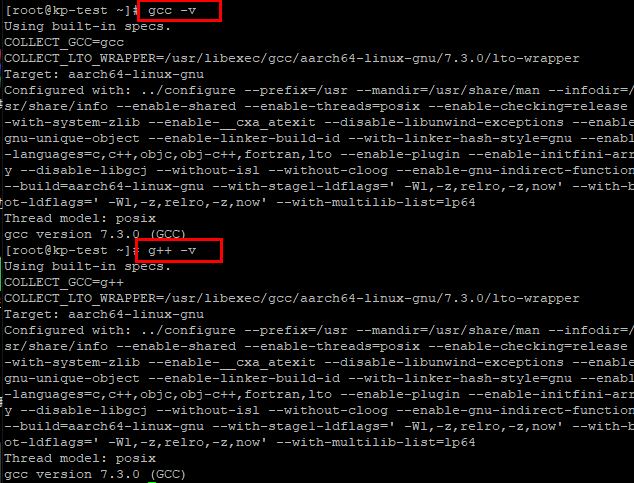 [root@kp-test ~]# gcc -v
Using built-in specs.
COLLECT_GCC=gcc
COLLECT_LTO_WRAPPER=/usr/libexec/gcc/aarch64-linux-gnu/7.3.0/lto-wrapper
Target: aarch64-linux-gnu
Configured with: ../configure --prefix=/usr --mandir=/usr/share/man --infodir=/
sr/share/info --enable-shared --enable-threads=posix --enable-checking=release
-with-system-zlib --enable-__cxa_atexit --disable-libunwind-exceptions --enable
gnu-unique-object --enable-linker-build-id --with-linker-hash-style=gnu --enabl
-languages=c,c++,objc,obj-c++,fortran,lto --enable-plugin --enable-initfini-arr
y --disable-libgcj --without-isl --without-cloog --enable-gnu-indirect-function
--build=aarch64-linux-gnu --with-stage1-ldflags=' -Wl,-z,relro,-z,now' --with-b
ot-ldflags=' -Wl,-z,relro,-z,now' --with-multilib-list=lp64
Thread model: posix
gcc version 7.3.0 (GCC)
[root@kp-test ~]# g++ -v
Using built-in specs.
COLLECT_GCC=g++
COLLECT_LTO_WRAPPER=/usr/libexec/gcc/aarch64-linux-gnu/7.3.0/lto-wrapper
Target: aarch64-linux-gnu
Configured with: ../configure --prefix=/usr --mandir=/usr/share/man --infodir=/
sr/share/info --enable-shared --enable-threads=posix --enable-checking=release
-with-system-zlib --enable-__cxa_atexit --disable-libunwind-exceptions --enable
gnu-unique-object --enable-linker-build-id --with-linker-hash-style=gnu --enabl
-languages=c,c++,objc,obj-c++,fortran,lto --enable-plugin --enable-initfini-arr
y --disable-libgcj --without-isl --without-cloog --enable-gnu-indirect-function
--build=aarch64-linux-gnu --with-stage1-ldflags=' -Wl,-z,relro,-z,now' --with-b
ot-ldflags=' -Wl,-z,relro,-z,now' --with-multilib-list=lp64
Thread model: posix
gcc version 7.3.0 (GCC)